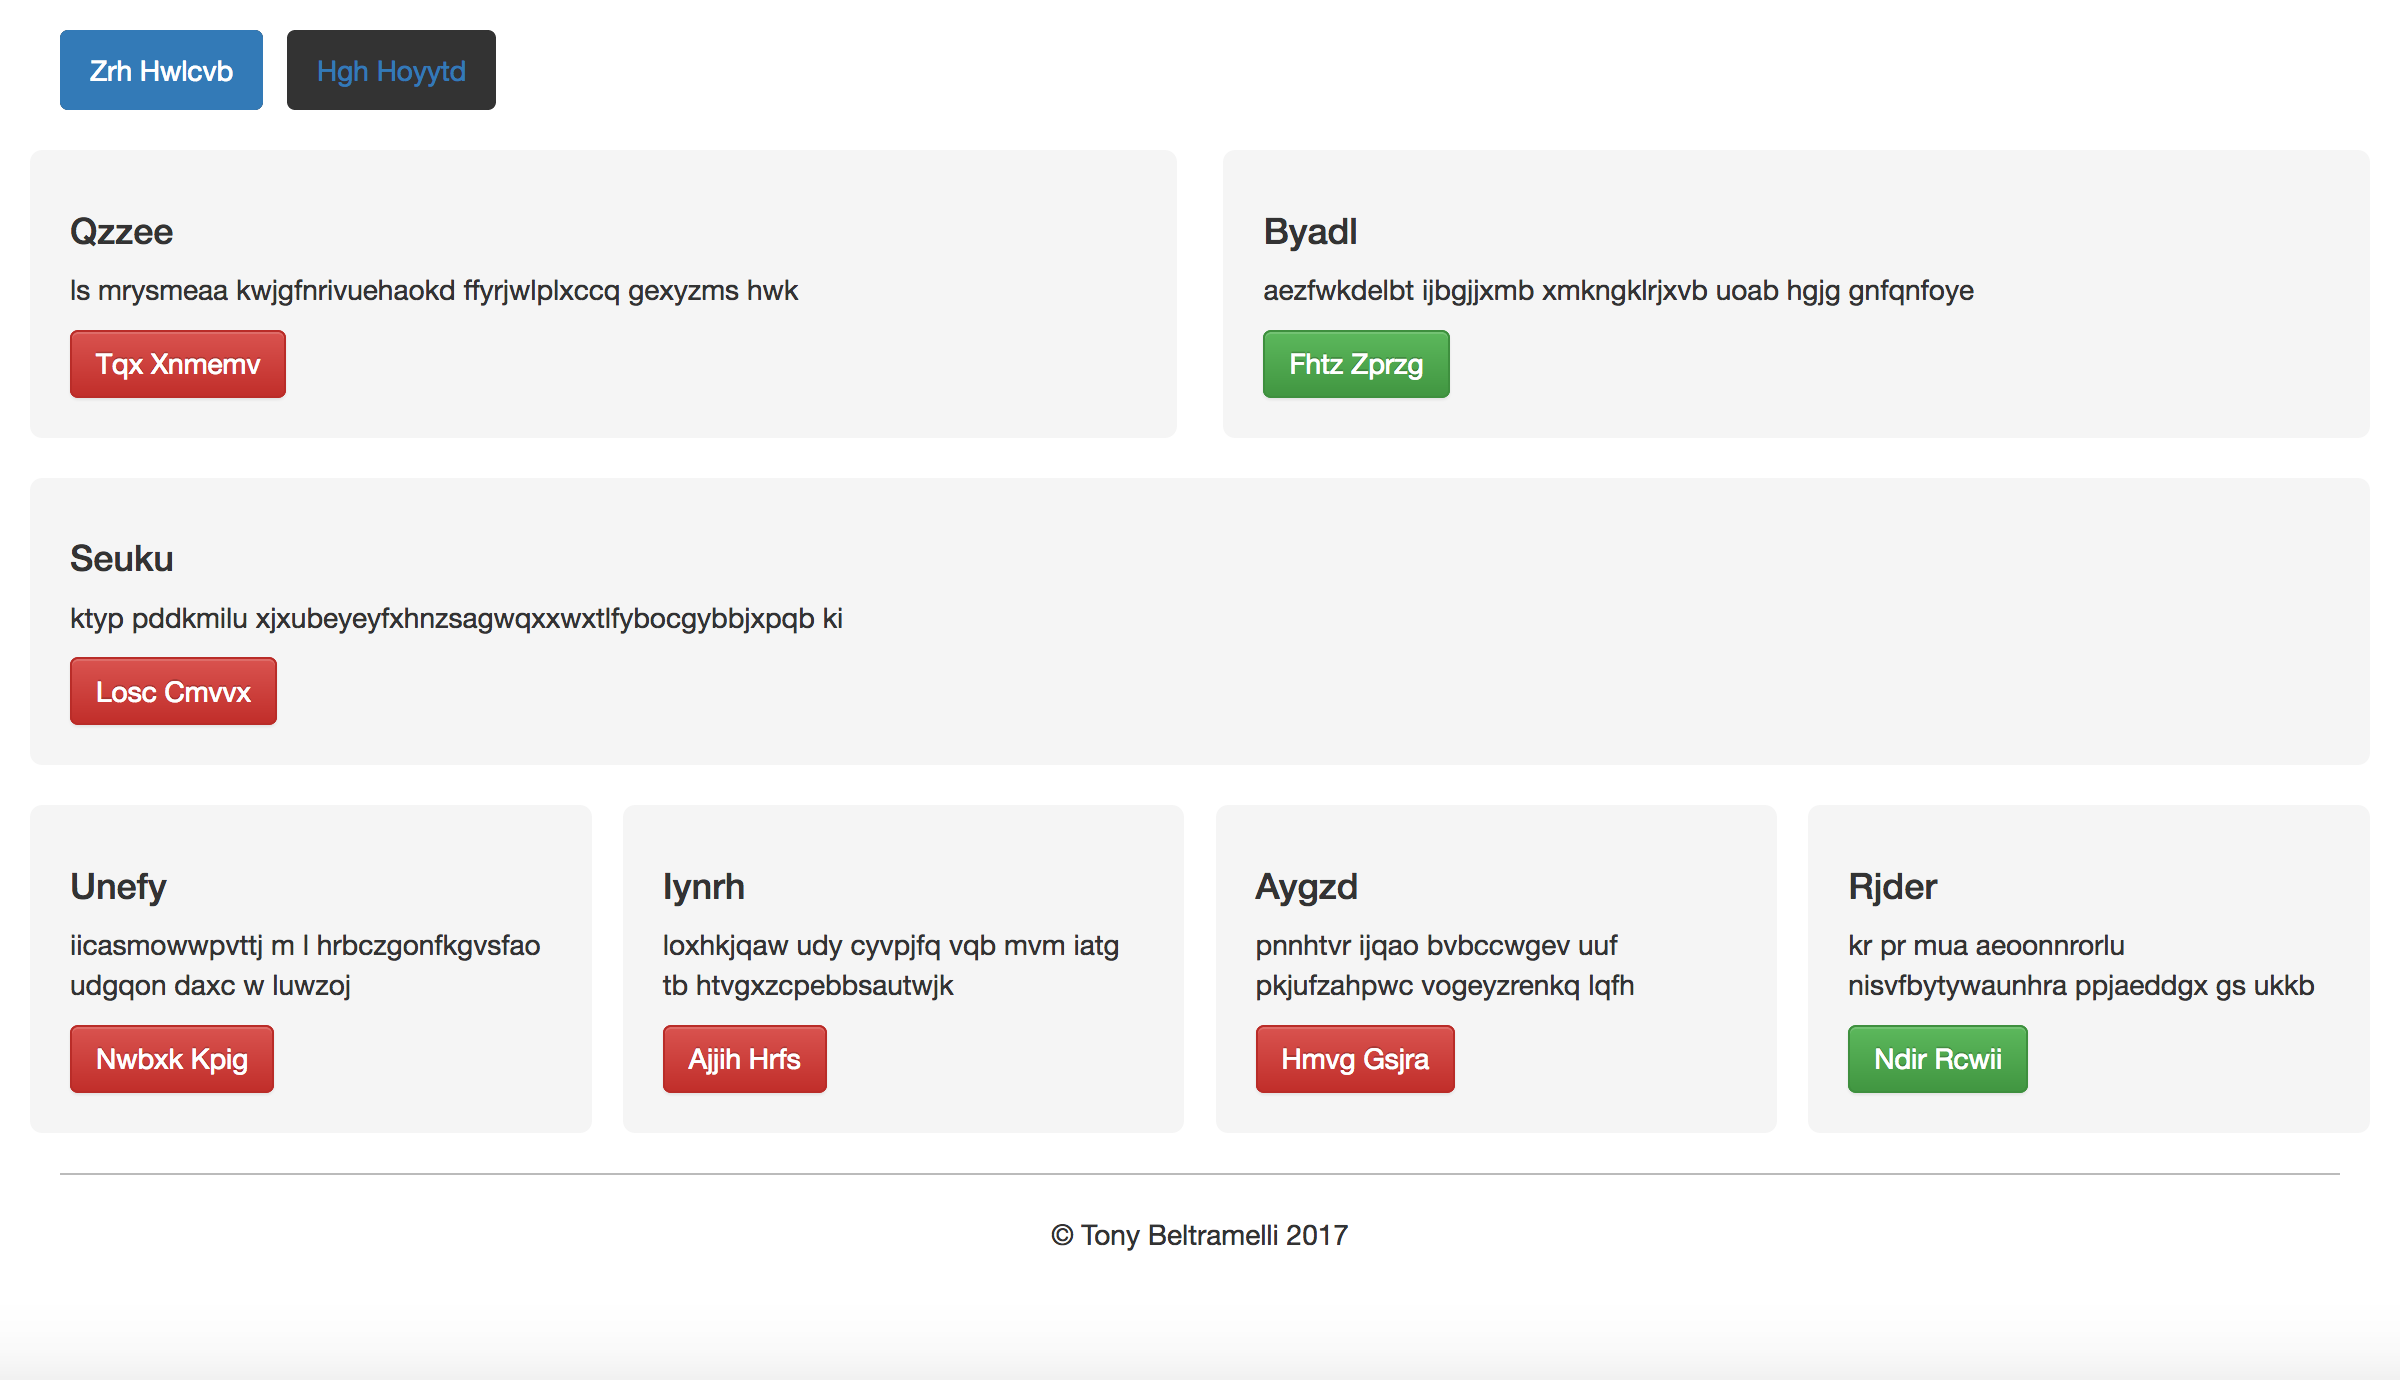 Zrh Hwlcvb Hgh Hoyytd
Qzzee
ls mrysmeaa kwjgfnrivuehaokd ffyrjwlplxccq gexyzms hwk
Tqx Xnmemv
Byadl
aezfwkdelbt ijbgjjxmb xmkngklrjxvb uoab hgjg gnfqnfoye
Fhtz Zprzg
Seuku
ktyp pddkmilu xjxubeyeyfxhnzsagwqxxwxtlfybocgybbjxpqb ki
Losc Cmvvx
Unefy
iicasmowwpvttj m l hrbczgonfkgvsfao
udgqon daxc w luwzoj
Nwbxk Kpig
Iynrh
loxhkjqaw udy cyvpjfq vqb mvm iatg
tb htvgxzcpebbsautwjk
Ajjih Hrfs
Aygzd
pnnhtvr ijqao bvbccwgev uuf
pkjufzahpwc vogeyzrenkq lqfh
Hmvg Gsjra
Rjder
kr pr mua aeoonnrorlu
nisvfbytywaunhra ppjaeddgx gs ukkb
Ndir Rcwii
© Tony Beltramelli 2017